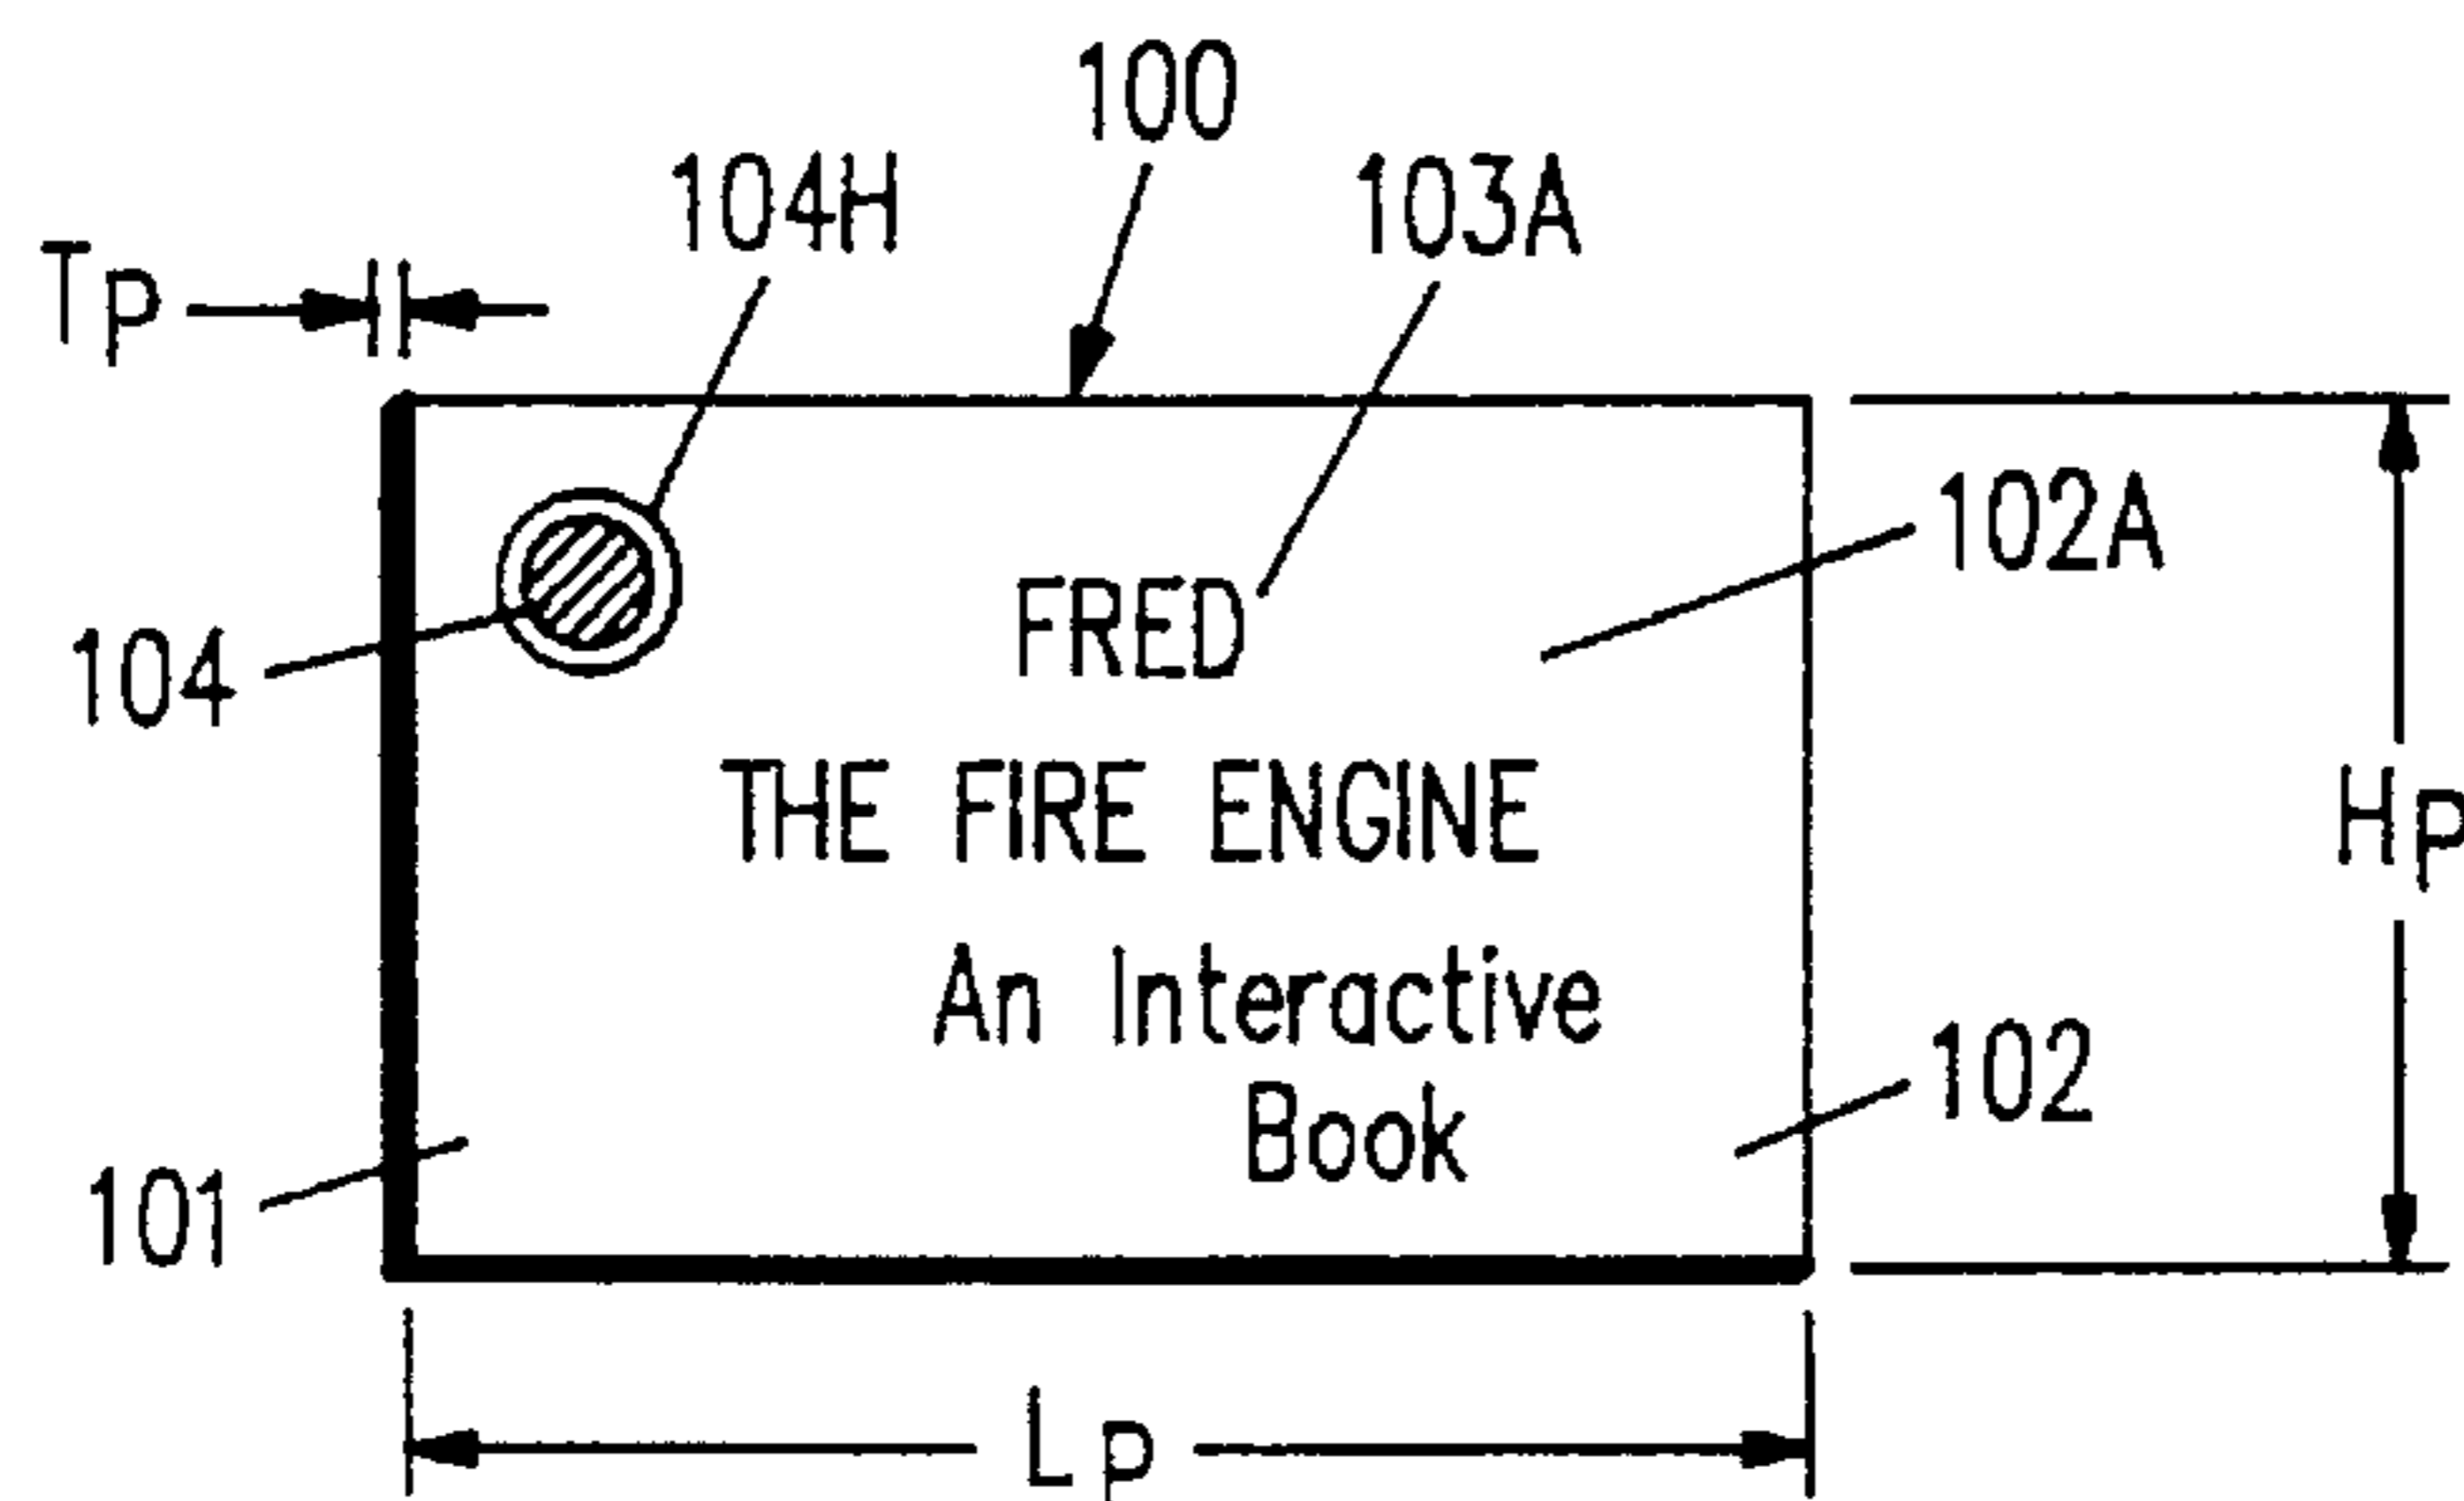 100
104H
103A
Tp
102A
FRED
104
THE FIRE ENGINE
Hp
An Interactive
102
Book
101
Lp